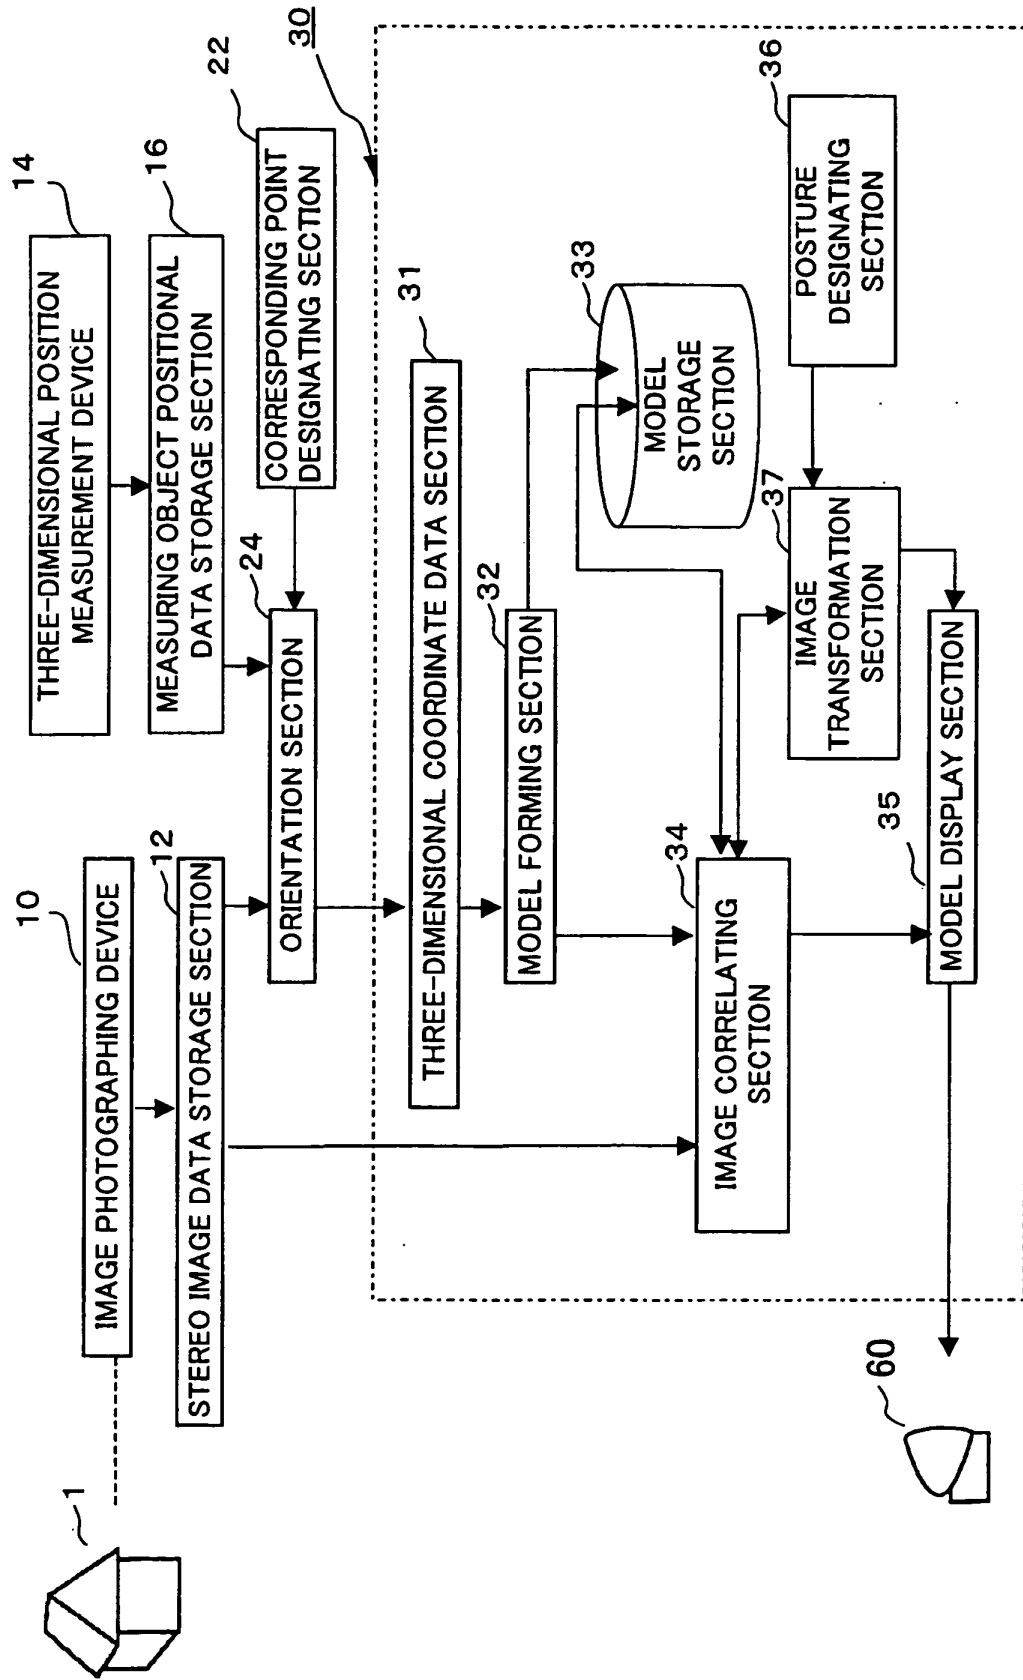 1
10
IMAGE PHOTOGRAPHING DEVICE
12
STEREO IMAGE DATA STORAGE SECTION
14
THREE-DIMENSIONAL POSITION
MEASUREMENT DEVICE
16
MEASURING OBJECT POSITIONAL
DATA STORAGE SECTION
22
CORRESPONDING POINT
DESIGNATING SECTION
24
ORIENTATION SECTION
30
31
THREE-DIMENSIONAL COORDINATE DATA SECTION
32
MODEL FORMING SECTION
33
MODEL
STORAGE
SECTION
34
IMAGE CORRELATING
SECTION
36
POSTURE
DESIGNATING
SECTION
37
IMAGE
TRANSFORMATION
SECTION
35
MODEL DISPLAY SECTION
60